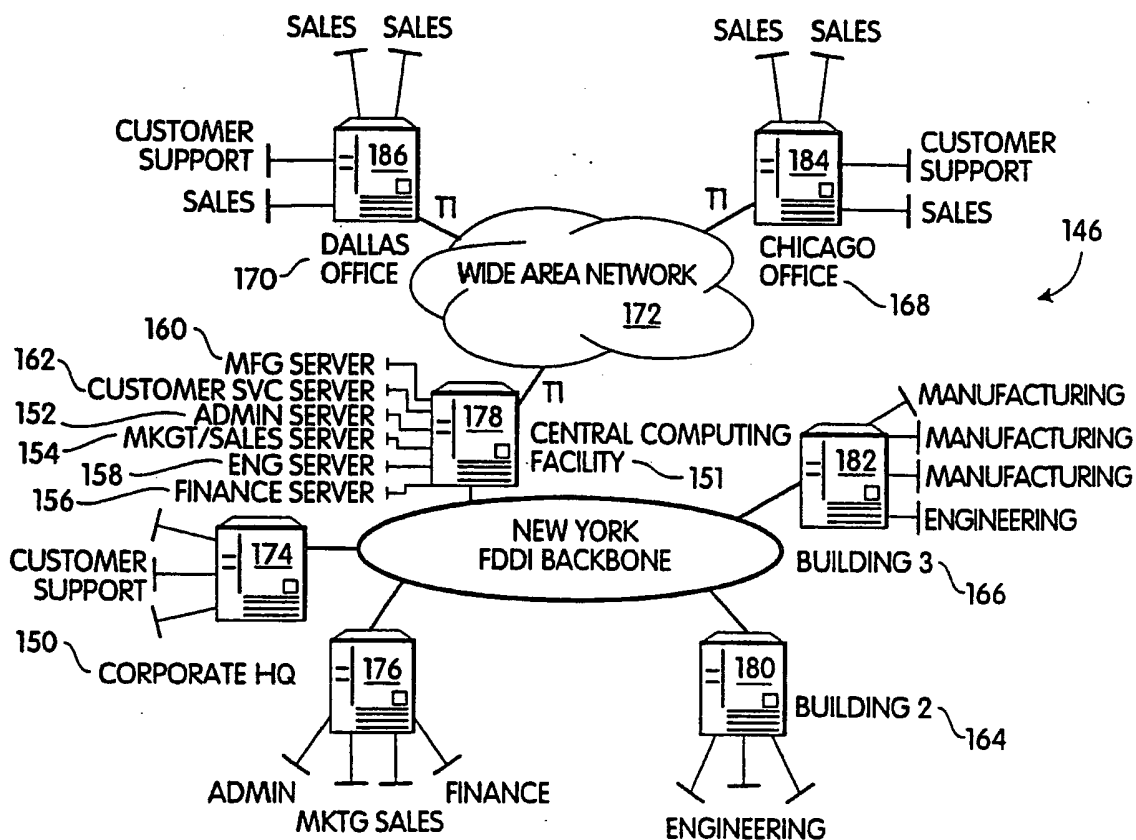 SALES SALES
SALES SALES
CUSTOMER
SUPPORT
186
SALES
184
CUSTOMER
SUPPORT
SALES
T1
T1
146
DALLAS
OFFICE
170
CHICAGO
OFFICE
168
WIDE AREA NETWORK
172
160
MFG SERVER
162
CUSTOMER SVC SERVER
152
ADMIN SERVER
154
MKGT/SALES SERVER
158
ENG SERVER
156
FINANCE SERVER
T1
178
CENTRAL COMPUTING
FACILITY
151
MANUFACTURING
MANUFACTURING
MANUFACTURING
ENGINEERING
182
BUILDING 3
166
NEW YORK
FDDI BACKBONE
174
CUSTOMER
SUPPORT
150
CORPORATE HQ
176
ADMIN
MKTG SALES
FINANCE
180
BUILDING 2
164
ENGINEERING